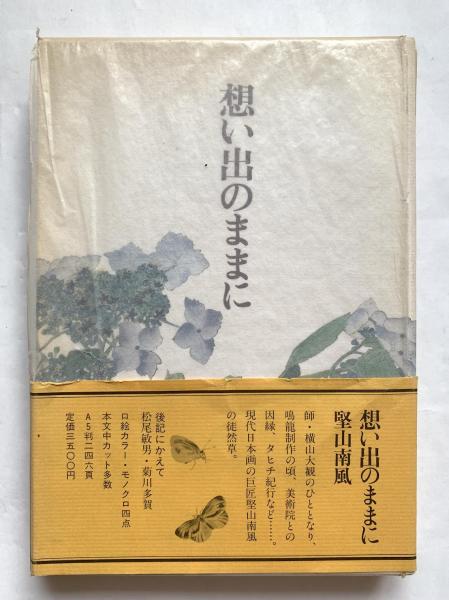 想い出のままに
想い出のままに
堅山南風
師・横山大観のひととなり、
鳴龍制作の頃、美術院との
因縁、タヒチ紀行など……。
現代日本画の巨匠堅山南風
の徒然草。
後記にかえて
松尾敏男・菊川多賀
口絵カラー・モノクロ四点
本文中カット多数
A5判二四六頁
定価三五〇〇円